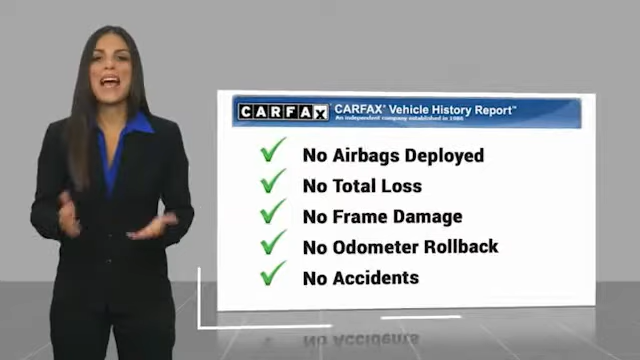 CARFAX CARFAX® Vehicle History Report™
An independent company established in 1986
No Airbags Deployed
No Total Loss
No Frame Damage
No Odometer Rollback
No Accidents